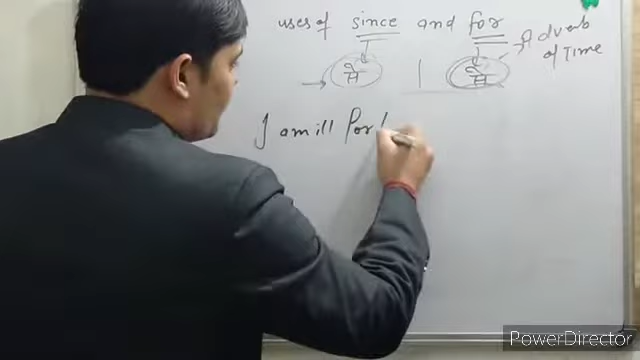 uses of since and for
Adverb
of Time
से | से
I am ill for
PowerDirector